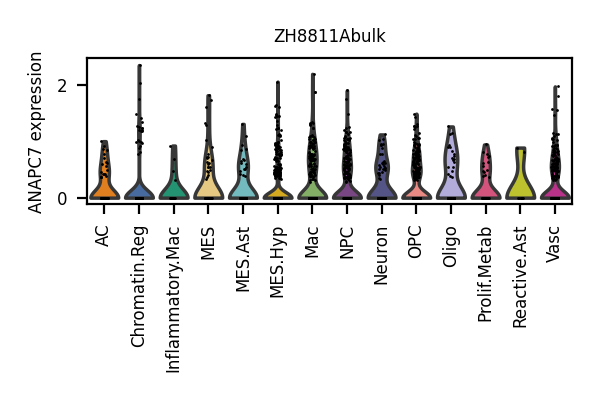 ZH8811Abulk
ANAPC7 expression
2
0
AC
Chromatin.Reg
Inflammatory.Mac
MES
MES.Ast
MES.Hyp
Mac
NPC
Neuron
OPC
Oligo
Prolif.Metab
Reactive.Ast
Vasc